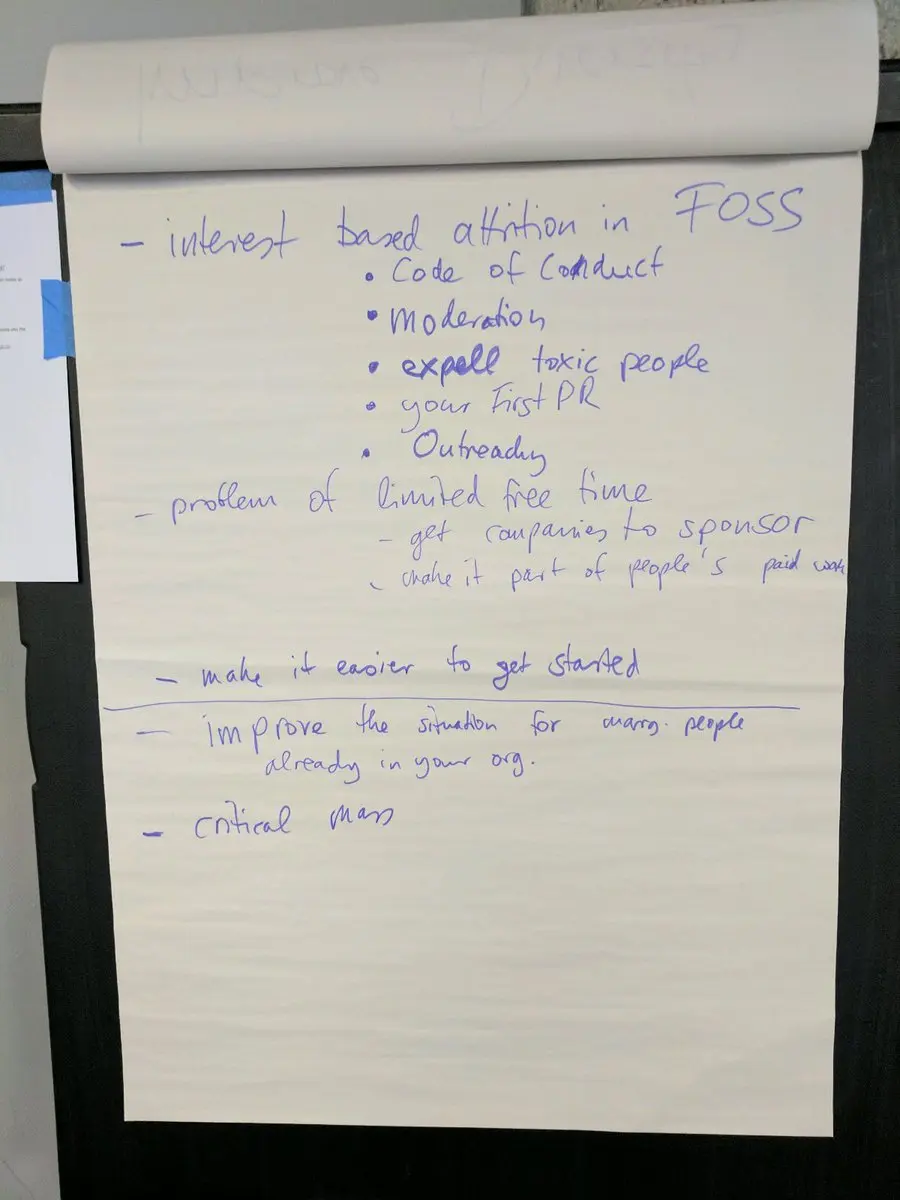 - interest based attrition in FOSS
• Code of Conduct
• moderation
• expell toxic people
• your First PR
• Outreachy
- problem of limited free time
- get companies to sponsor
- make it part of people's paid work
- make it easier to get started
- improve the situation for marg. people
already in your org.
- critical mass